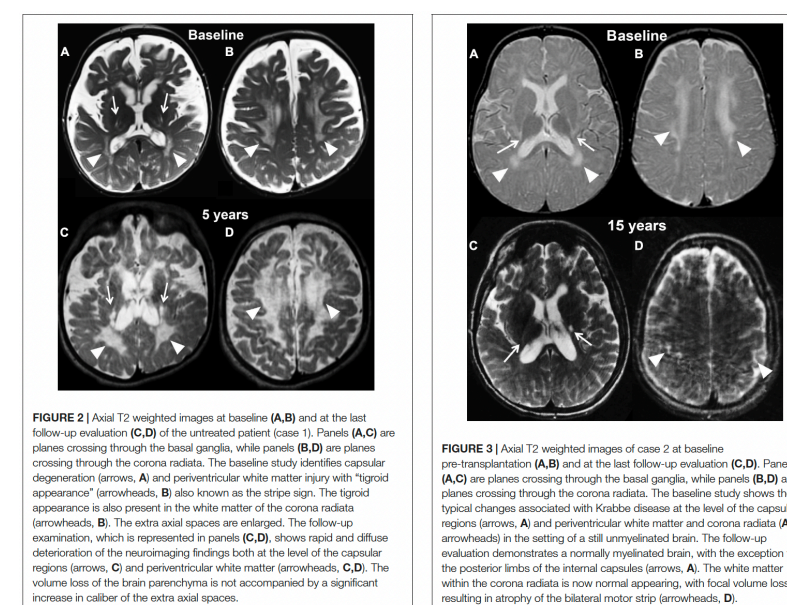 Baseline
A
B
5 years
C
D
FIGURE 2 | Axial T2 weighted images at baseline (A,B) and at the last
follow-up evaluation (C,D) of the untreated patient (case 1). Panels (A,C) are
planes crossing through the basal ganglia, while panels (B,D) are planes
crossing through the corona radiata. The baseline study identifies capsular
degeneration (arrows, A) and periventricular white matter injury with “tigroid
appearance” (arrowheads, B) also known as the stripe sign. The tigroid
appearance is also present in the white matter of the corona radiata
(arrowheads, B). The extra axial spaces are enlarged. The follow-up
examination, which is represented in panels (C,D), shows rapid and diffuse
deterioration of the neuroimaging findings both at the level of the capsular
regions (arrows, C) and periventricular white matter (arrowheads, C,D). The
volume loss of the brain parenchyma is not accompanied by a significant
increase in caliber of the extra axial spaces.
Baseline
A
B
15 years
C
D
FIGURE 3 | Axial T2 weighted images of case 2 at baseline
pre-transplantation (A,B) and at the last follow-up evaluation (C,D). Pane
(A,C) are planes crossing through the basal ganglia, while panels (B,D) a
planes crossing through the corona radiata. The baseline study shows th
typical changes associated with Krabbe disease at the level of the capsul
regions (arrows, A) and periventricular white matter and corona radiata (A
arrowheads) in the setting of a still unmyelinated brain. The follow-up
evaluation demonstrates a normally myelinated brain, with the exception
the posterior limbs of the internal capsules (arrows, A). The white matter
within the corona radiata is now normal appearing, with focal volume loss
resulting in atrophy of the bilateral motor strip (arrowheads, D).